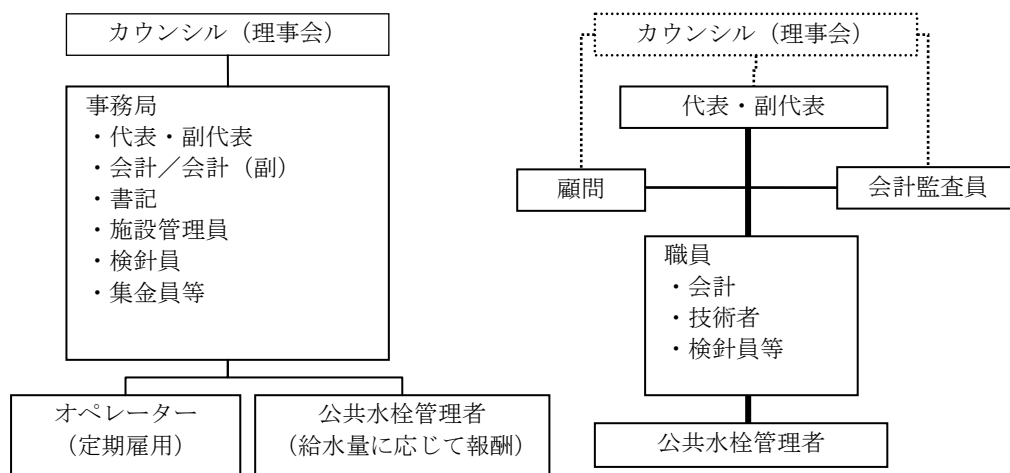 カウンシル（理事会）
事務局
・代表・副代表
・会計／会計（副）
・書記
・施設管理員
・検針員
・集金員等
オペレーター
（定期雇用）
公共水栓管理者
（給水量に応じて報酬）
カウンシル（理事会）
代表・副代表
顧問
会計監査員
職員
・会計
・技術者
・検針員等
公共水栓管理者